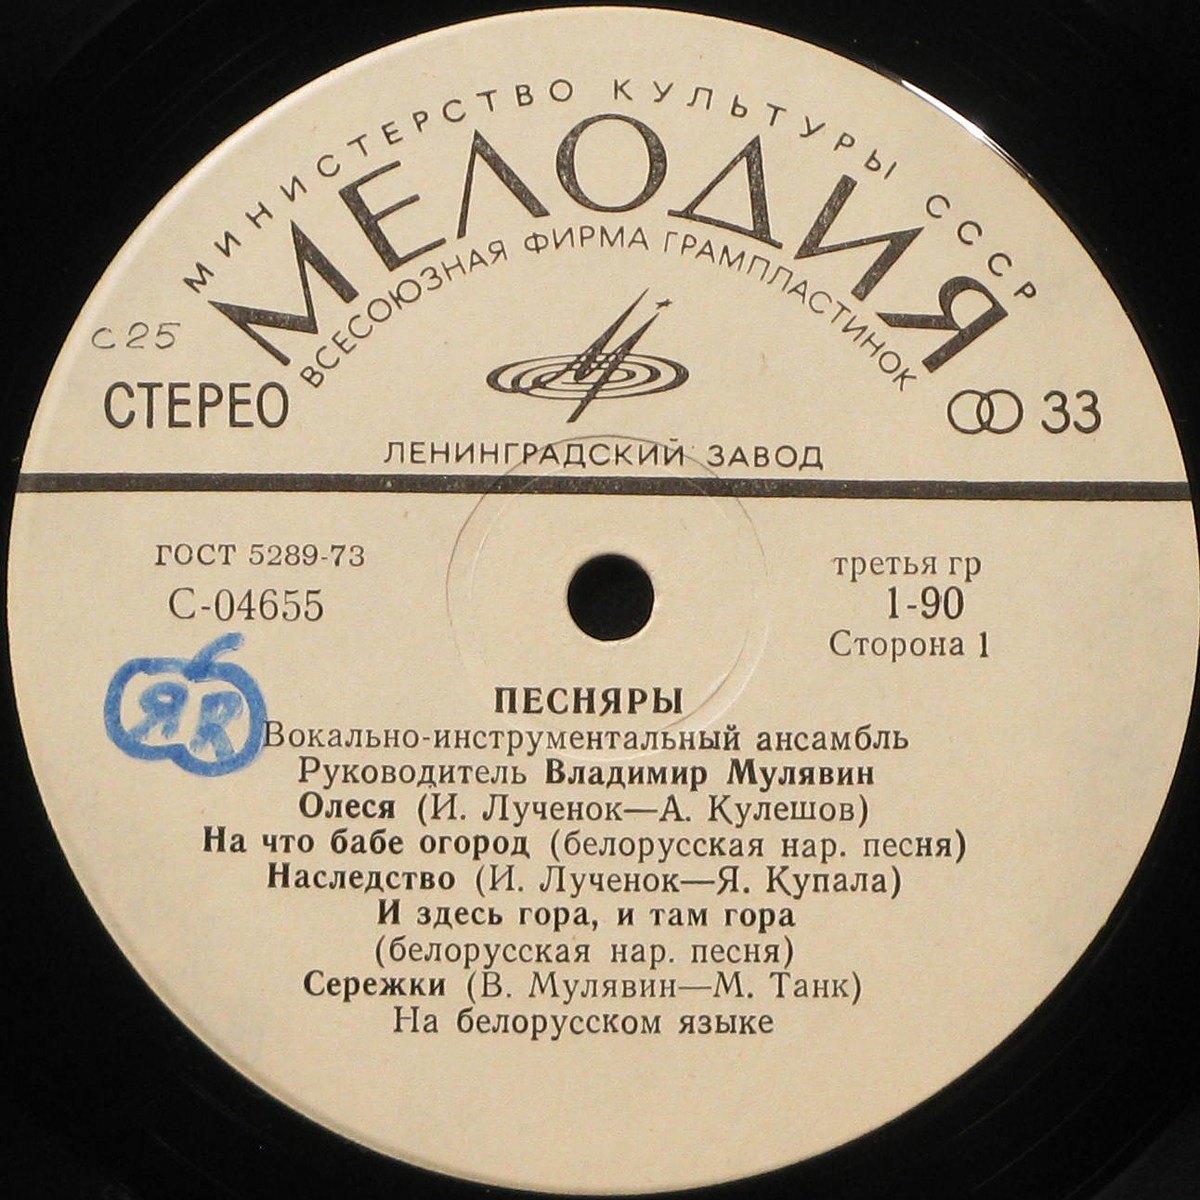 МИНИСТЕРСТВО КУЛЬТУРЫ СССР
МЕЛОДИЯ
ВСЕСОЮЗНАЯ ФИРМА ГРАМПЛАСТИНОК
С 25
СТЕРЕО
33
ЛЕНИНГРАДСКИЙ ЗАВОД
ГОСТ 5289-73
С-04655
третья гр
1-90
Сторона 1
ЯR
ПЕСНЯРЫ
Вокально-инструментальный ансамбль
Руководитель Владимир Мулявин
Олеся (И. Лученок—А. Кулешов)
На что бабе огород (белорусская нар. песня)
Наследство (И. Лученок—Я. Купала)
И здесь гора, и там гора
(белорусская нар. песня)
Сережки (В. Мулявин—М. Танк)
На белорусском языке